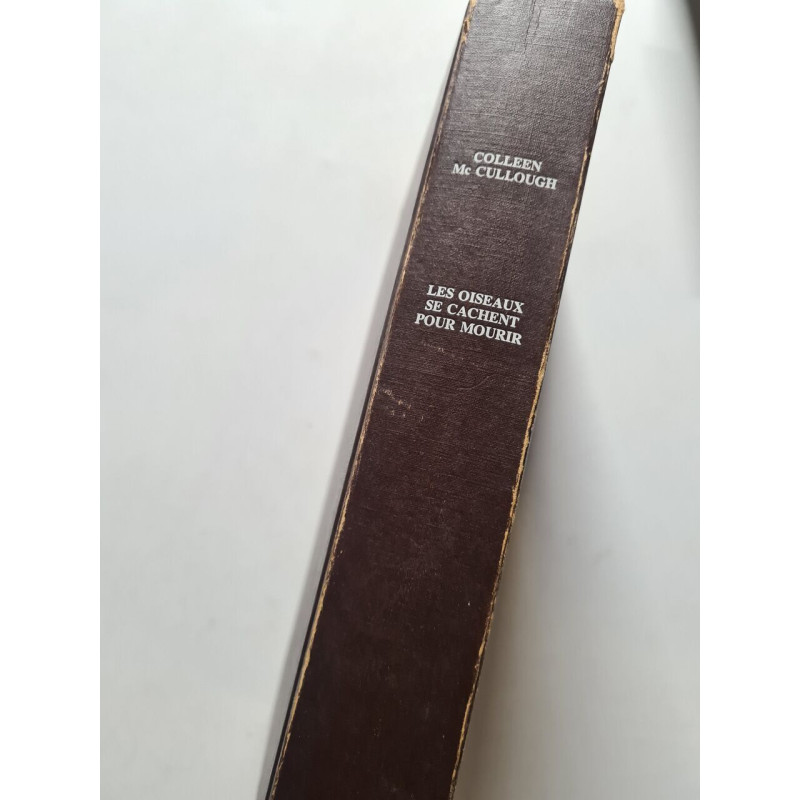 COLLEEN
Mc CULLOUGH
LES OISEAUX
SE CACHENT
POUR MOURIR